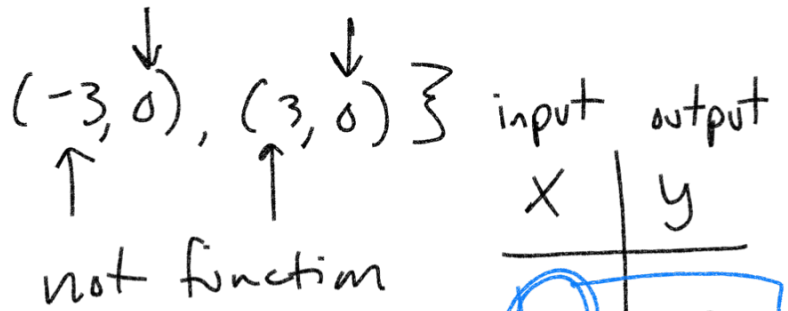 (-3, 0), (3, 0) } input output
x y
not function